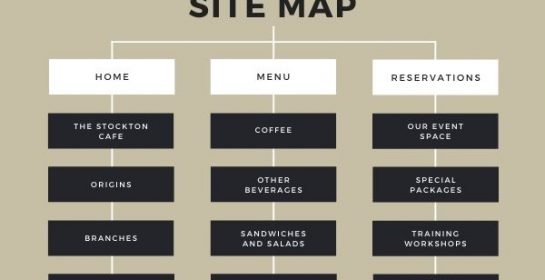 SITE MAP
HOME
MENU
RESERVATIONS
THE STOCKTON
CAFE
COFFEE
OUR EVENT
SPACE
ORIGINS
OTHER
BEVERAGES
SPECIAL
PACKAGES
BRANCHES
SANDWICHES
AND SALADS
TRAINING
WORKSHOPS